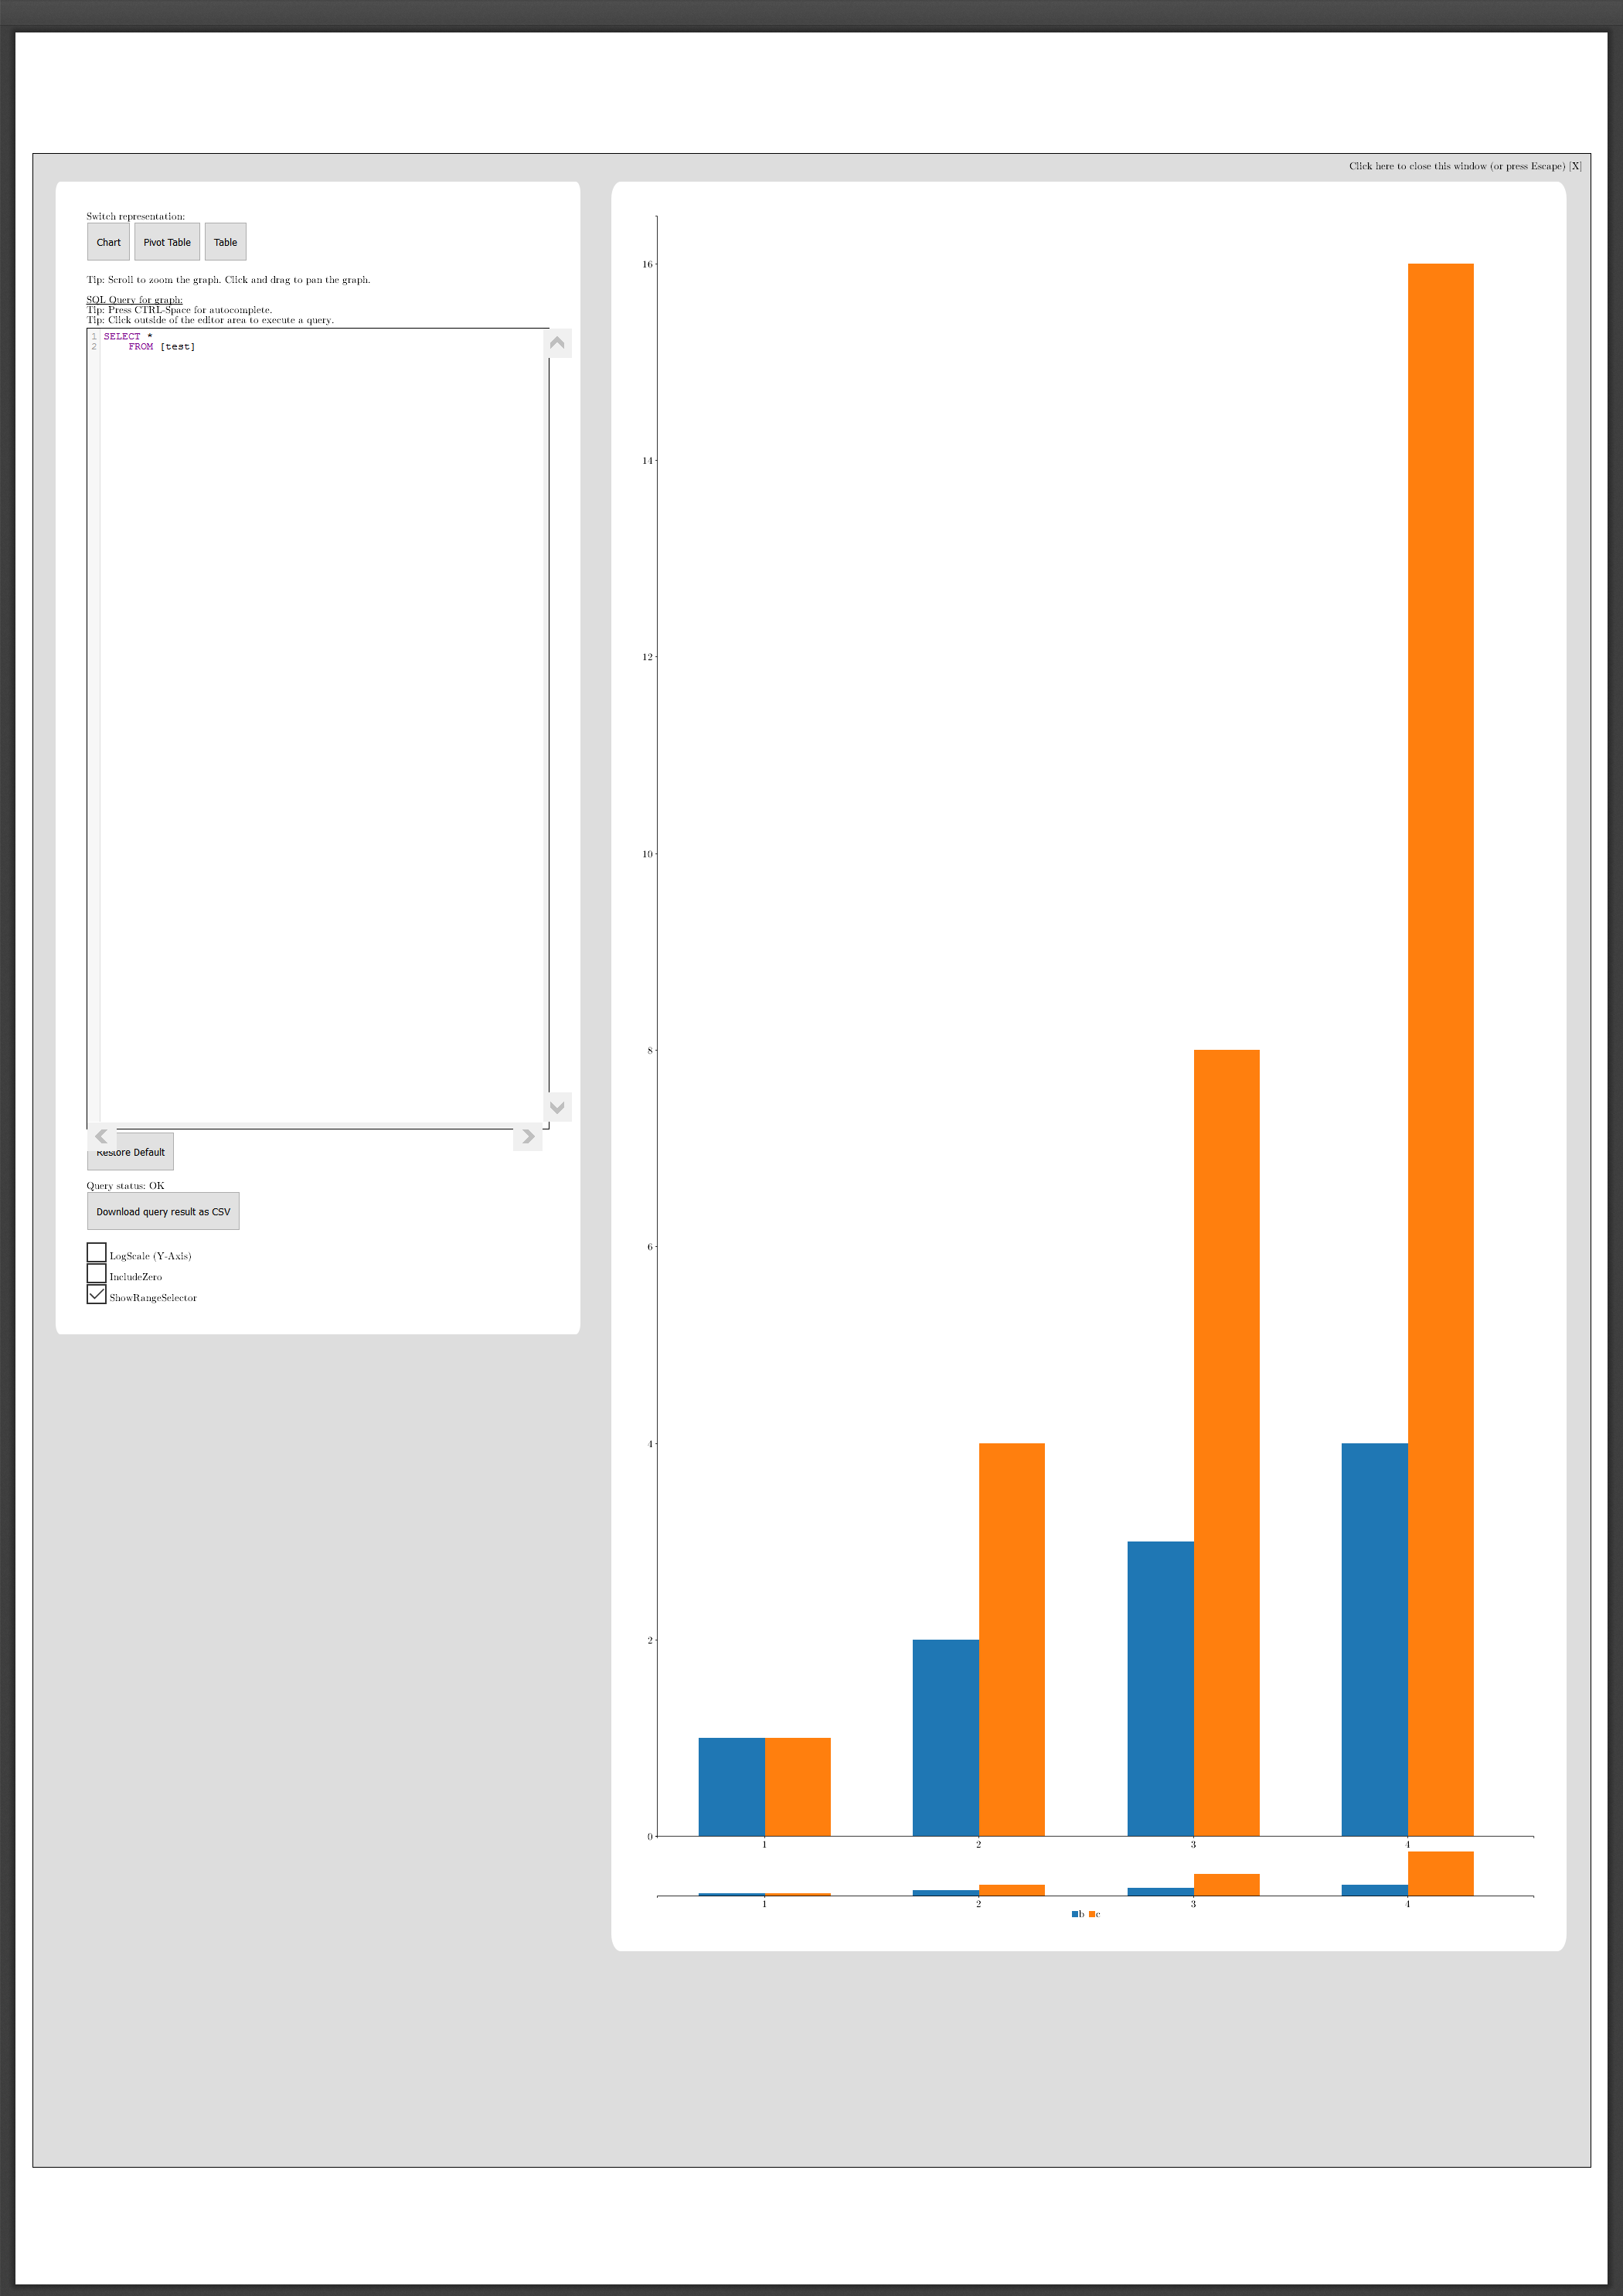 Click here to close this window (or press Escape) [X]
Switch representation:
Chart Pivot Table Table
Tip: Scroll to zoom the graph. Click and drag to pan the graph.
SQL Query for graph:
Tip: Press CTRL-Space for autocomplete.
Tip: Click outside of the editor area to execute a query.
1 SELECT *
2 FROM [test]
Restore Default
Query status: OK
Download query result as CSV
LogScale (Y-Axis)
IncludeZero
ShowRangeSelector
16
14
12
10
8
6
4
2
0
1 2 3 4
1 2 3 4
b c